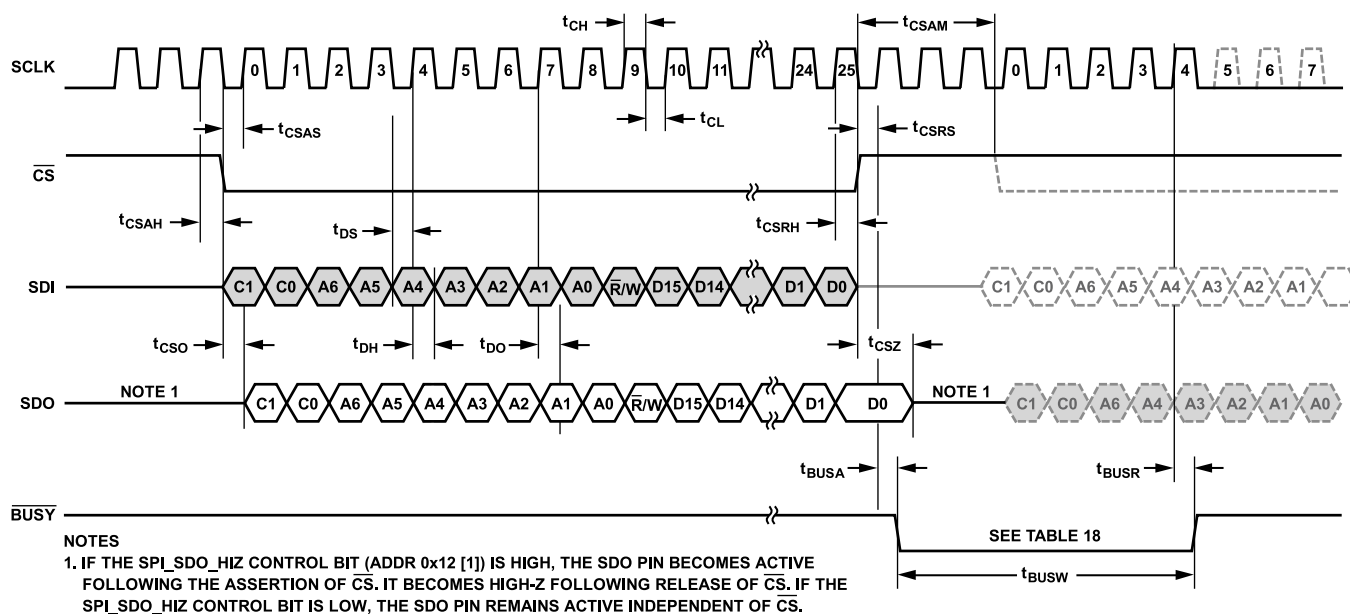 tCH
tCSAM
SCLK
0 1 2 3 4 5 6 7 8 9 10 11 24 25 0 1 2 3 4 5 6 7
tCSAS
tCL
tCSRS
CS
tCSAH
tDS
tCSRH
SDI
C1 C0 A6 A5 A4 A3 A2 A1 A0 R/W D15 D14 D1 D0 C1 C0 A6 A5 A4 A3 A2 A1
tCSO
tDH
tDO
tCSZ
SDO
NOTE 1
C1 C0 A6 A5 A4 A3 A2 A1 A0 R/W D15 D14 D1 D0
NOTE 1
C1 C0 A6 A4 A3 A2 A1 A0
tBUSA
tBUSR
BUSY
SEE TABLE 18
tBUSW
NOTES
1. IF THE SPI_SDO_HIZ CONTROL BIT (ADDR 0x12 [1]) IS HIGH, THE SDO PIN BECOMES ACTIVE
FOLLOWING THE ASSERTION OF CS. IT BECOMES HIGH-Z FOLLOWING RELEASE OF CS. IF THE
SPI_SDO_HIZ CONTROL BIT IS LOW, THE SDO PIN REMAINS ACTIVE INDEPENDENT OF CS.